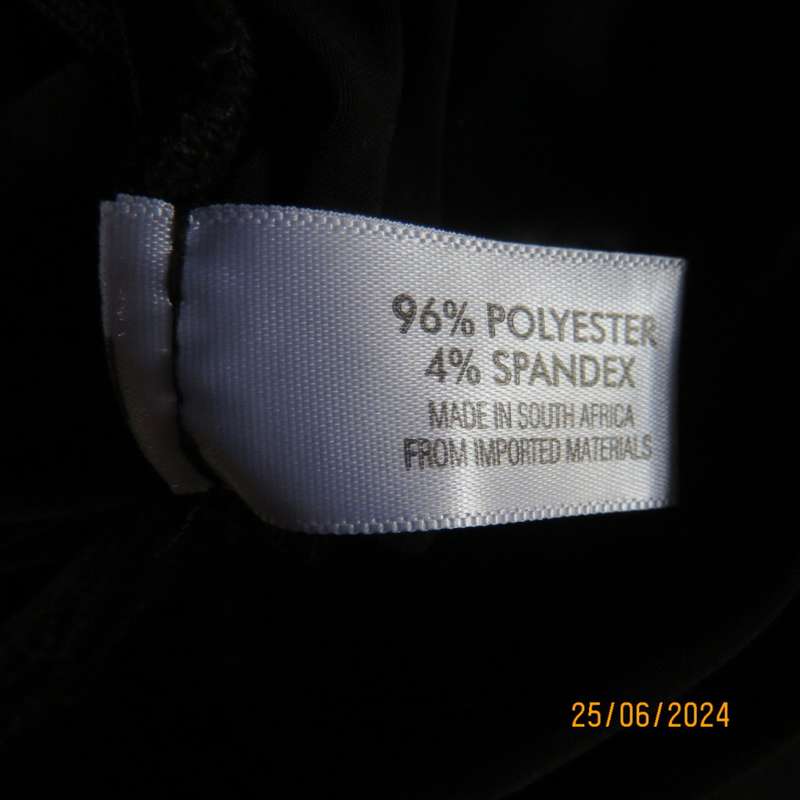 96% POLYESTER
4% SPANDEX
MADE IN SOUTH AFRICA
FROM IMPORTED MATERIALS
25/06/2024